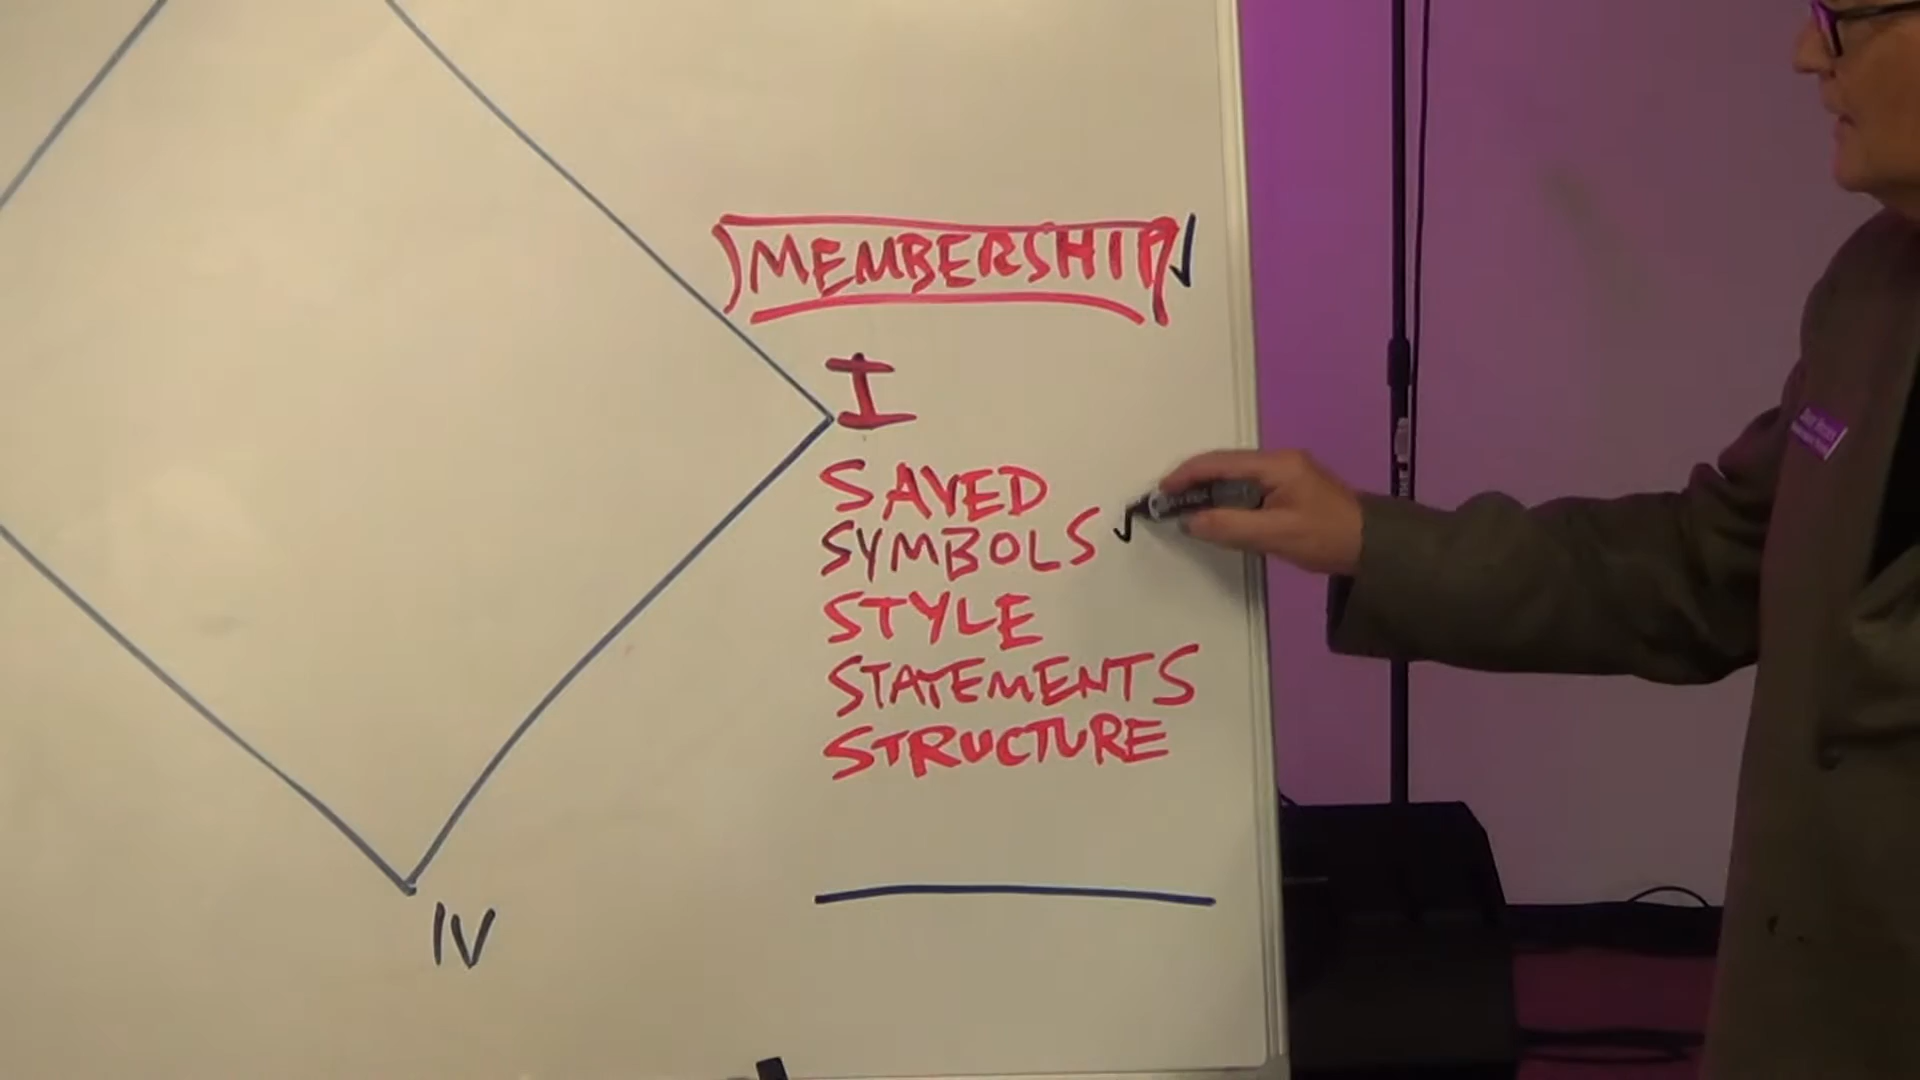 MEMBERSHIP
I
SAVED
SYMBOLS
STYLE
STATEMENTS
STRUCTURE
IV